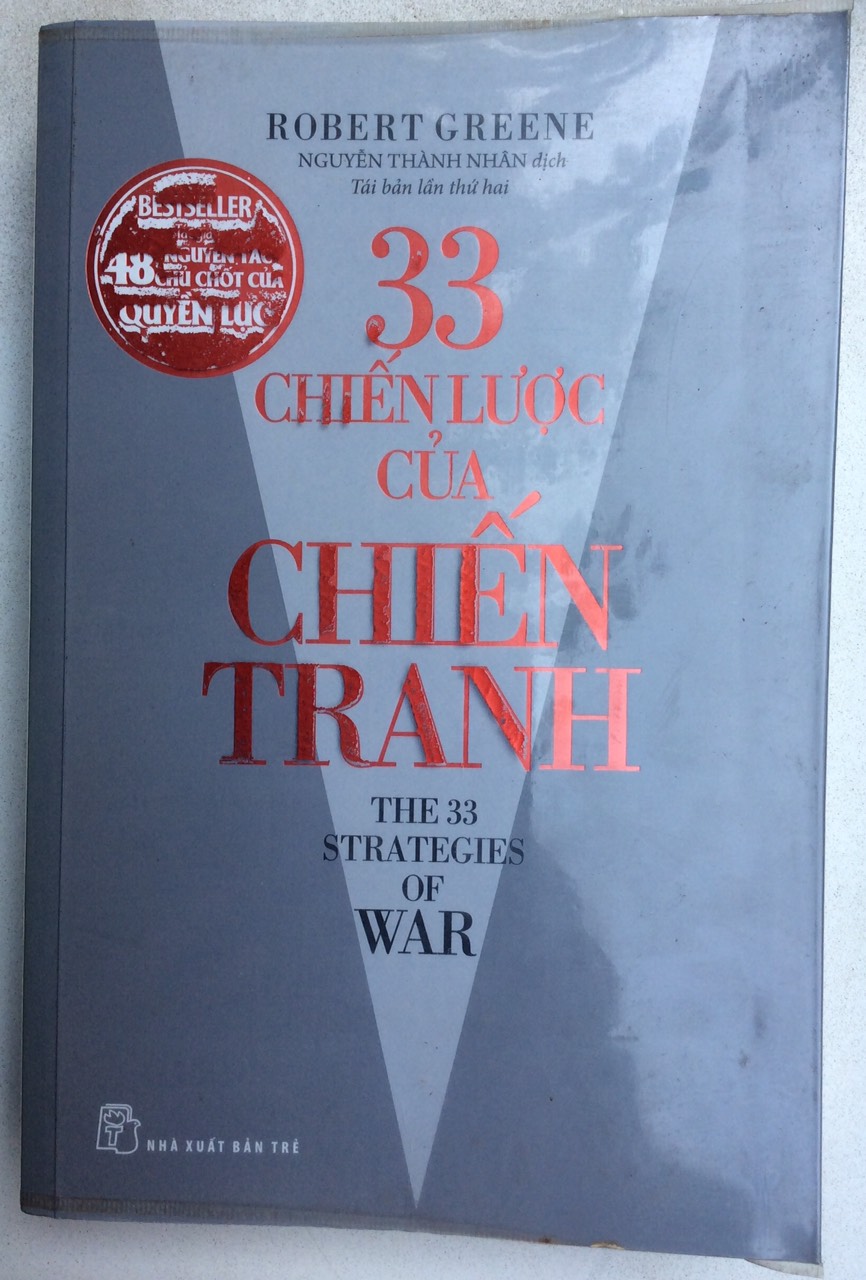 ROBERT GREENE
NGUYỄN THÀNH NHÂN dịch
Tái bản lần thứ hai
BESTSELLER
48 NGUYÊN TẮC
CHỦ CHỐT CỦA
QUYỀN LỰC
33
CHIẾN LƯỢC
CỦA
CHIẾN
TRANH
THE 33
STRATEGIES
OF
WAR
NHÀ XUẤT BẢN TRẺ